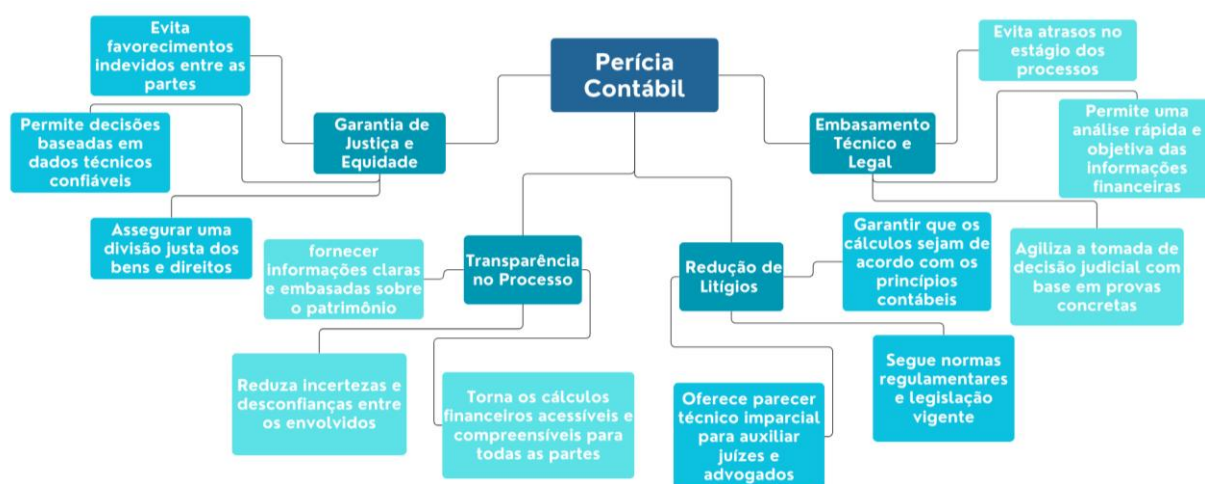 Perícia
Contábil
Evita
favorecimentos
indevidos entre as
partes
Garantia de
Justiça e
Equidade
Permite decisões
baseadas em
dados técnicos
confiáveis
Assegurar uma
divisão justa dos
bens e direitos
Embasamento
Técnico e
Legal
Evita atrasos no
estágio dos
processos
Permite uma
análise rápida e
objetiva das
informações
financeiras
Agiliza a tomada de
decisão judicial com
base em provas
concretas
Transparência
no Processo
fornecer
informações claras
e embasadas sobre
o patrimônio
Reduza incertezas e
desconfianças entre
os envolvidos
Torna os cálculos
financeiros acessíveis e
compreensíveis para
todas as partes
Redução de
Litígios
Garantir que os
cálculos sejam de
acordo com os
princípios
contábeis
Segue normas
regulamentares
e legislação
vigente
Oferece parecer
técnico imparcial
para auxiliar
juízes e
advogados